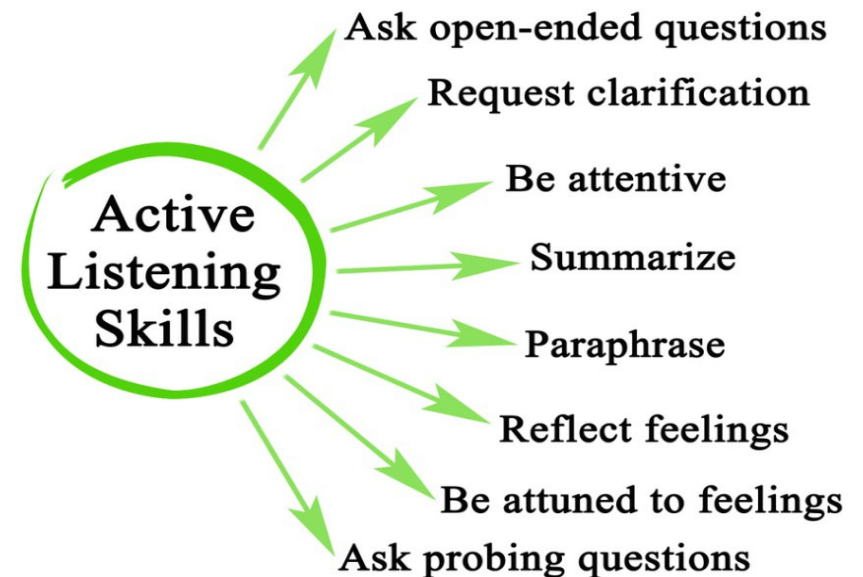 Active
Listening
Skills
Ask open-ended questions
Request clarification
Be attentive
Summarize
Paraphrase
Reflect feelings
Be attuned to feelings
Ask probing questions